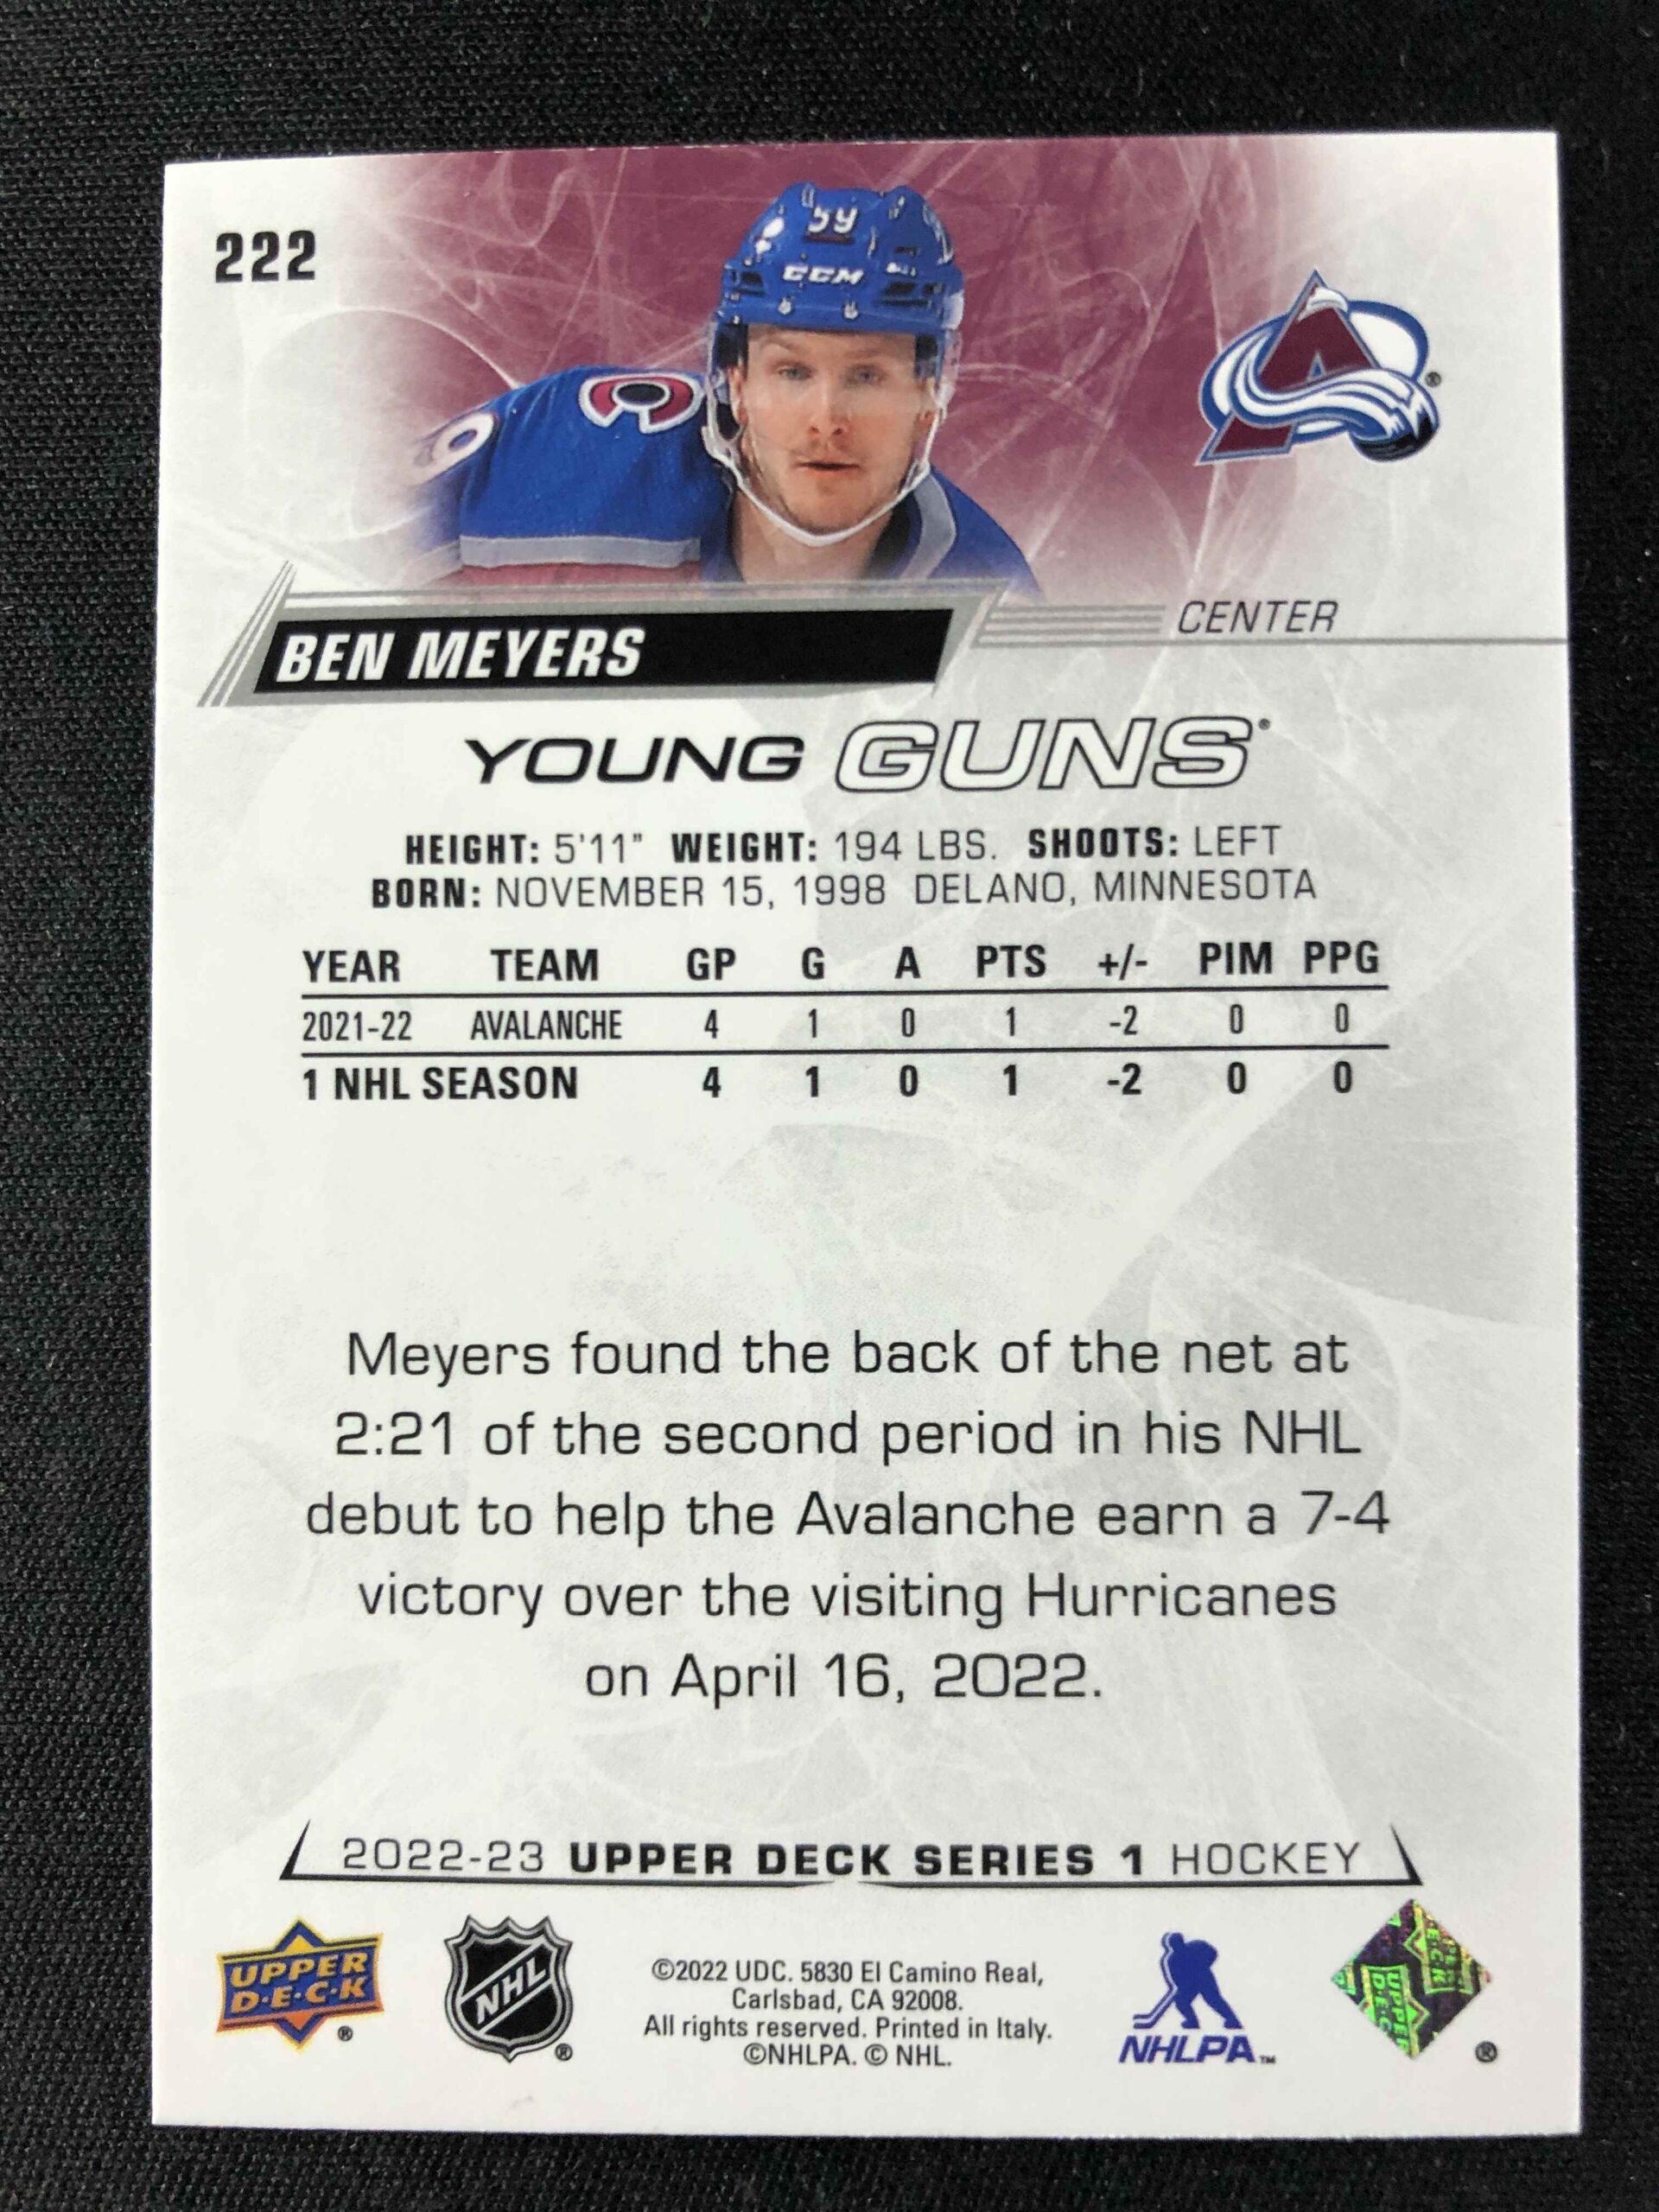 222
59
CCM
9
BEN MEYERS
CENTER
YOUNG GUNS®
HEIGHT: 5'11" WEIGHT: 194 LBS. SHOOTS: LEFT
BORN: NOVEMBER 15, 1998 DELANO, MINNESOTA
YEAR TEAM GP G A PTS +/- PIM PPG
2021-22 AVALANCHE 4 1 0 1 -2 0 0
1 NHL SEASON 4 1 0 1 -2 0 0
Meyers found the back of the net at
2:21 of the second period in his NHL
debut to help the Avalanche earn a 7-4
victory over the visiting Hurricanes
on April 16, 2022.
2022-23 UPPER DECK SERIES 1 HOCKEY
UPPER
D·E·C·K
®
NHL
®
©2022 UDC. 5830 El Camino Real,
Carlsbad, CA 92008.
All rights reserved. Printed in Italy.
©NHLPA. © NHL.
NHLPA™
UPPER
DECK
®